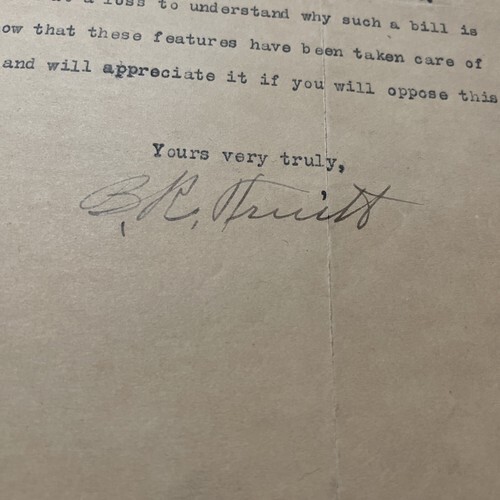 a loss to understand why such a bill is
ow that these features have been taken care of
and will appreciate it if you will oppose this
Yours very truly,